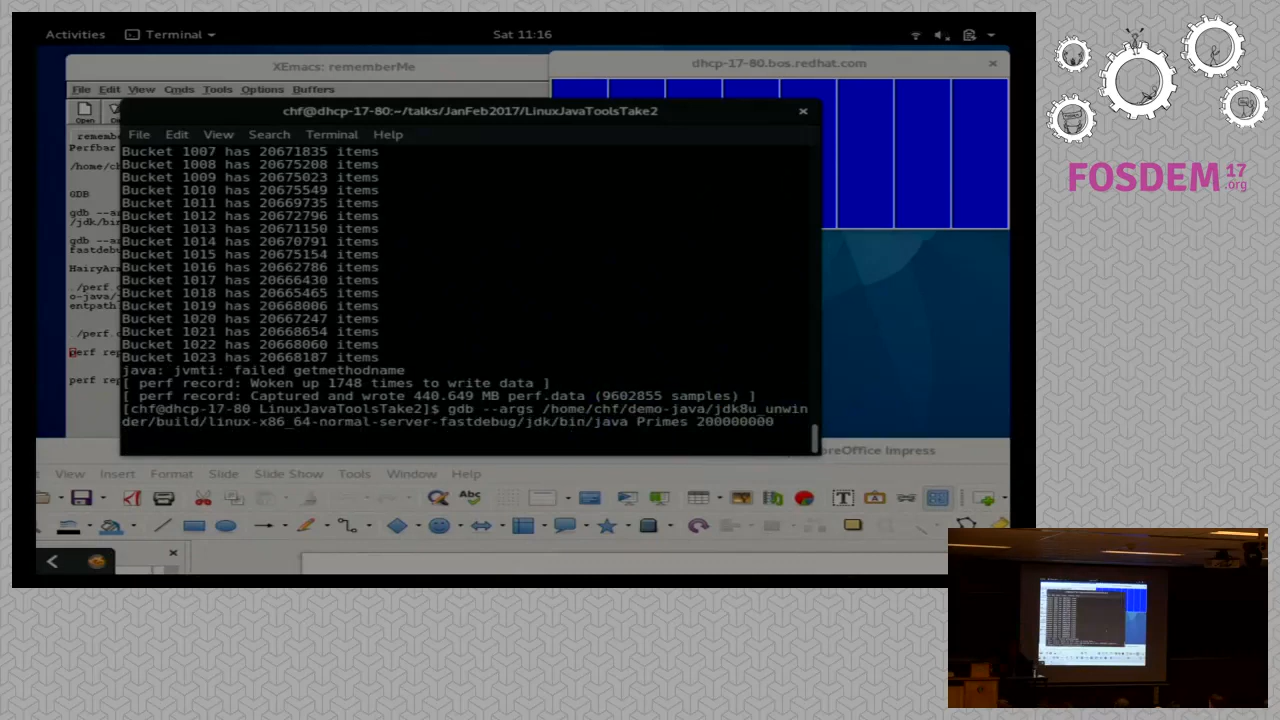 Activities Terminal Sat 11:16
XEmacs: rememberMe
dhcp-17-80.bos.redhat.com
File Edit View Cmds Tools Options Buffers
Open
chf@dhcp-17-80:~/talks/JanFeb2017/LinuxJavaToolsTake2
File Edit View Search Terminal Help
Perfbar
GDB
Bucket 1007 has 20671835 items
Bucket 1008 has 20675208 items
Bucket 1009 has 20675023 items
Bucket 1010 has 20675549 items
Bucket 1011 has 20669735 items
Bucket 1012 has 20672796 items
Bucket 1013 has 20671150 items
Bucket 1014 has 20670791 items
Bucket 1015 has 20675154 items
Bucket 1016 has 20662786 items
Bucket 1017 has 20666430 items
Bucket 1018 has 20665465 items
Bucket 1019 has 20668006 items
Bucket 1020 has 20667247 items
Bucket 1021 has 20668654 items
Bucket 1022 has 20668060 items
Bucket 1023 has 20668187 items
java: jvmti: failed getmethodname
[ perf record: Woken up 1748 times to write data ]
[ perf record: Captured and wrote 440.649 MB perf.data (9602855 samples) ]
[chf@dhcp-17-80 LinuxJavaToolsTake2]$ gdb --args /home/chf/demo-java/jdk8u_unwin
der/build/linux-x86_64-normal-server-fastdebug/jdk/bin/java Primes 200000000
reOffice Impress
View Insert Format Slide Slide Show Tools Window Help
Abc
FOSDEM 17
.org